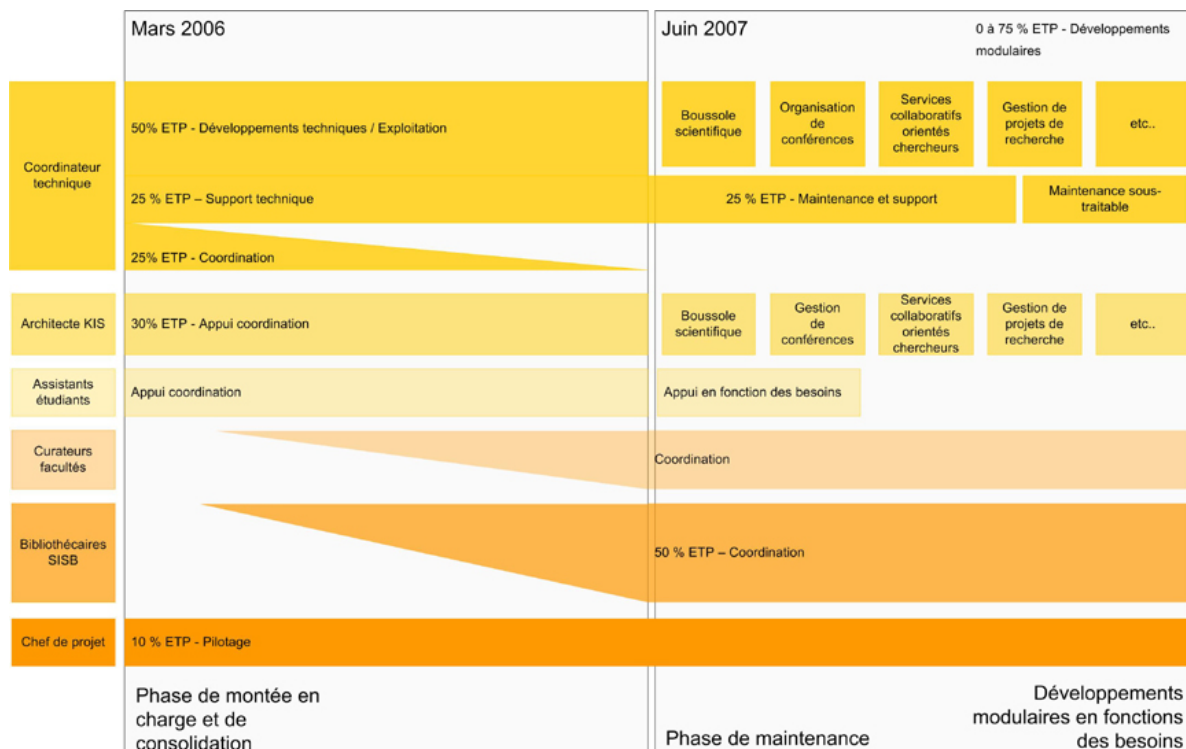 Mars 2006
Juin 2007
0 à 75 % ETP - Développements
modulaires
Coordinateur
technique
50% ETP - Développements techniques / Exploitation
Boussole
scientifique
Organisation
de
conférences
Services
collaboratifs
orientés
chercheurs
Gestion de
projets de
recherche
etc..
25 % ETP – Support technique
25 % ETP - Maintenance et support
Maintenance sous-
traitable
25% ETP - Coordination
Architecte KIS
30% ETP - Appui coordination
Boussole
scientifique
Gestion
de
conférences
Services
collaboratifs
orientés
chercheurs
Gestion de
projets de
recherche
etc..
Assistants
étudiants
Appui coordination
Appui en fonction des besoins
Curateurs
facultés
Coordination
Bibliothécaires
SISB
50 % ETP – Coordination
Chef de projet
10 % ETP - Pilotage
Phase de montée en
charge et de
consolidation
Phase de maintenance
Développements
modulaires en fonctions
des besoins